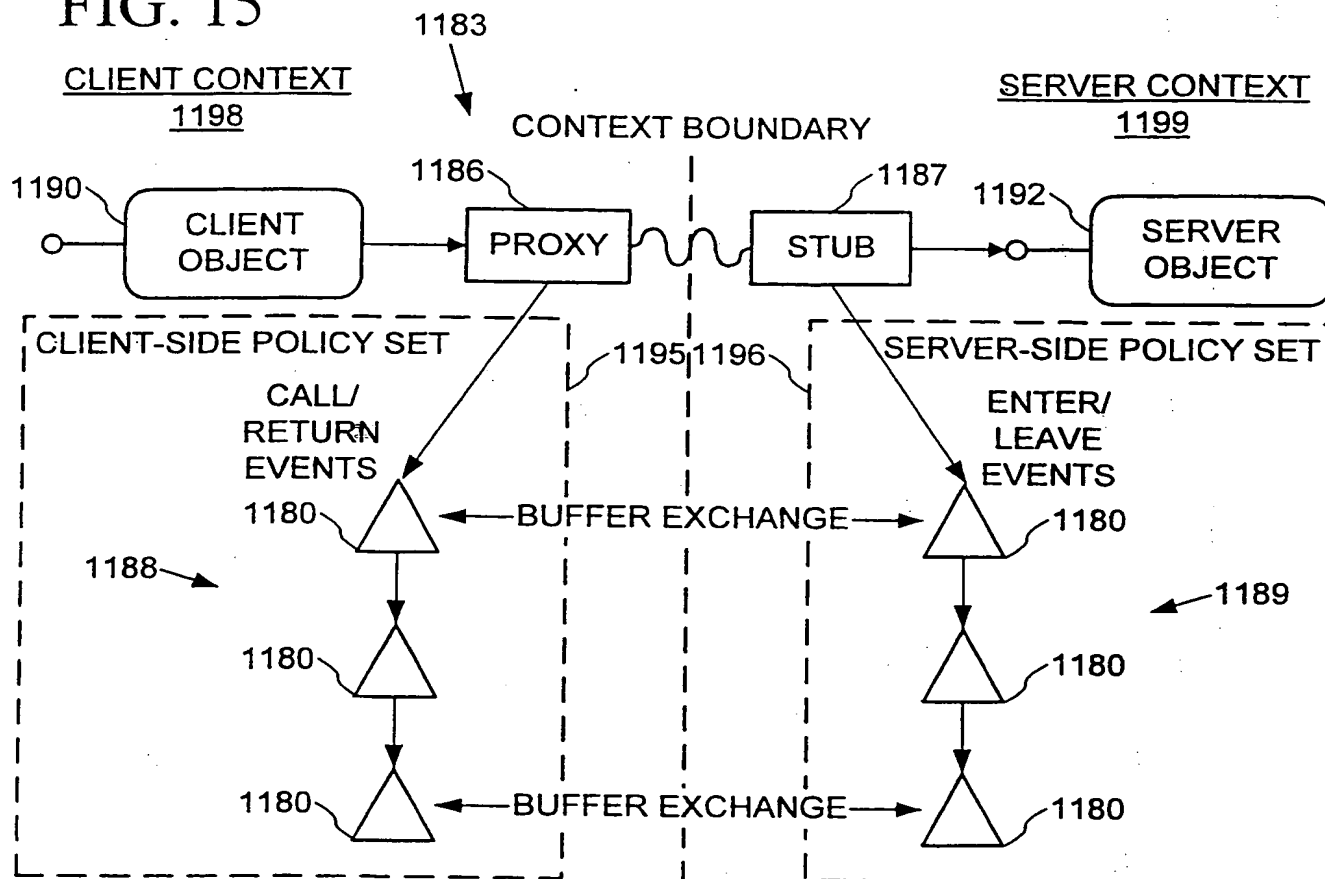 FIG. 15
1183
CLIENT CONTEXT
1198
SERVER CONTEXT
1199
CONTEXT BOUNDARY
1190
CLIENT
OBJECT
1186
PROXY
1187
STUB
1192
SERVER
OBJECT
CLIENT-SIDE POLICY SET
1195
1196
SERVER-SIDE POLICY SET
CALL/
RETURN
EVENTS
ENTER/
LEAVE
EVENTS
1180
BUFFER EXCHANGE
1180
1188
1189
1180
1180
1180
BUFFER EXCHANGE
1180